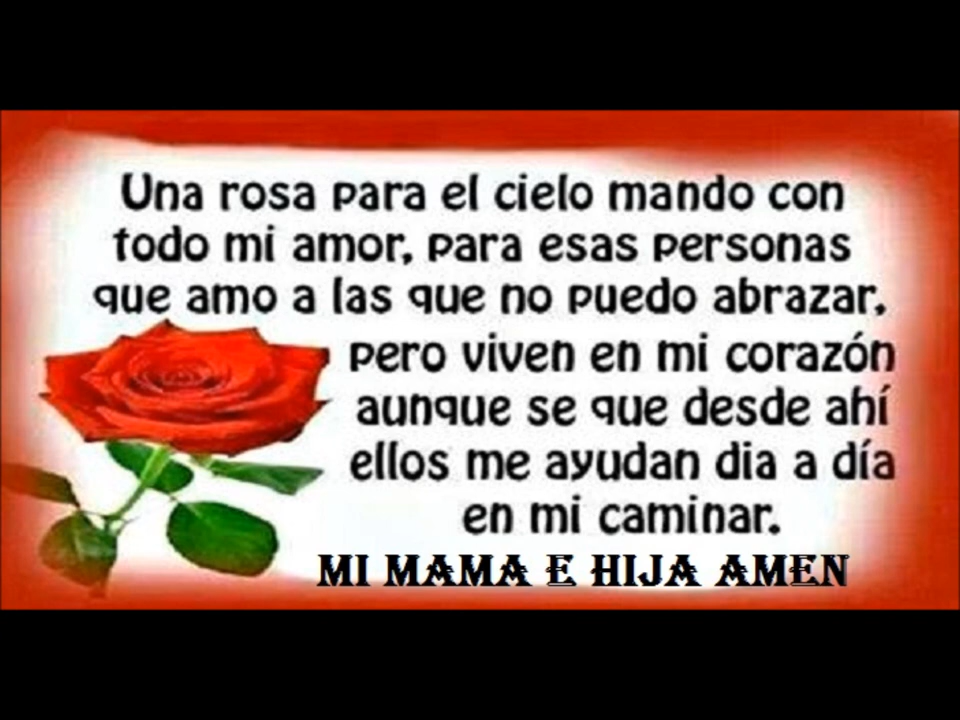 Una rosa para el cielo mando con
todo mi amor, para esas personas
que amo a las que no puedo abrazar,
pero viven en mi corazón
aunque se que desde ahí
ellos me ayudan dia a día
en mi caminar.
MI MAMA E HIJA AMEN